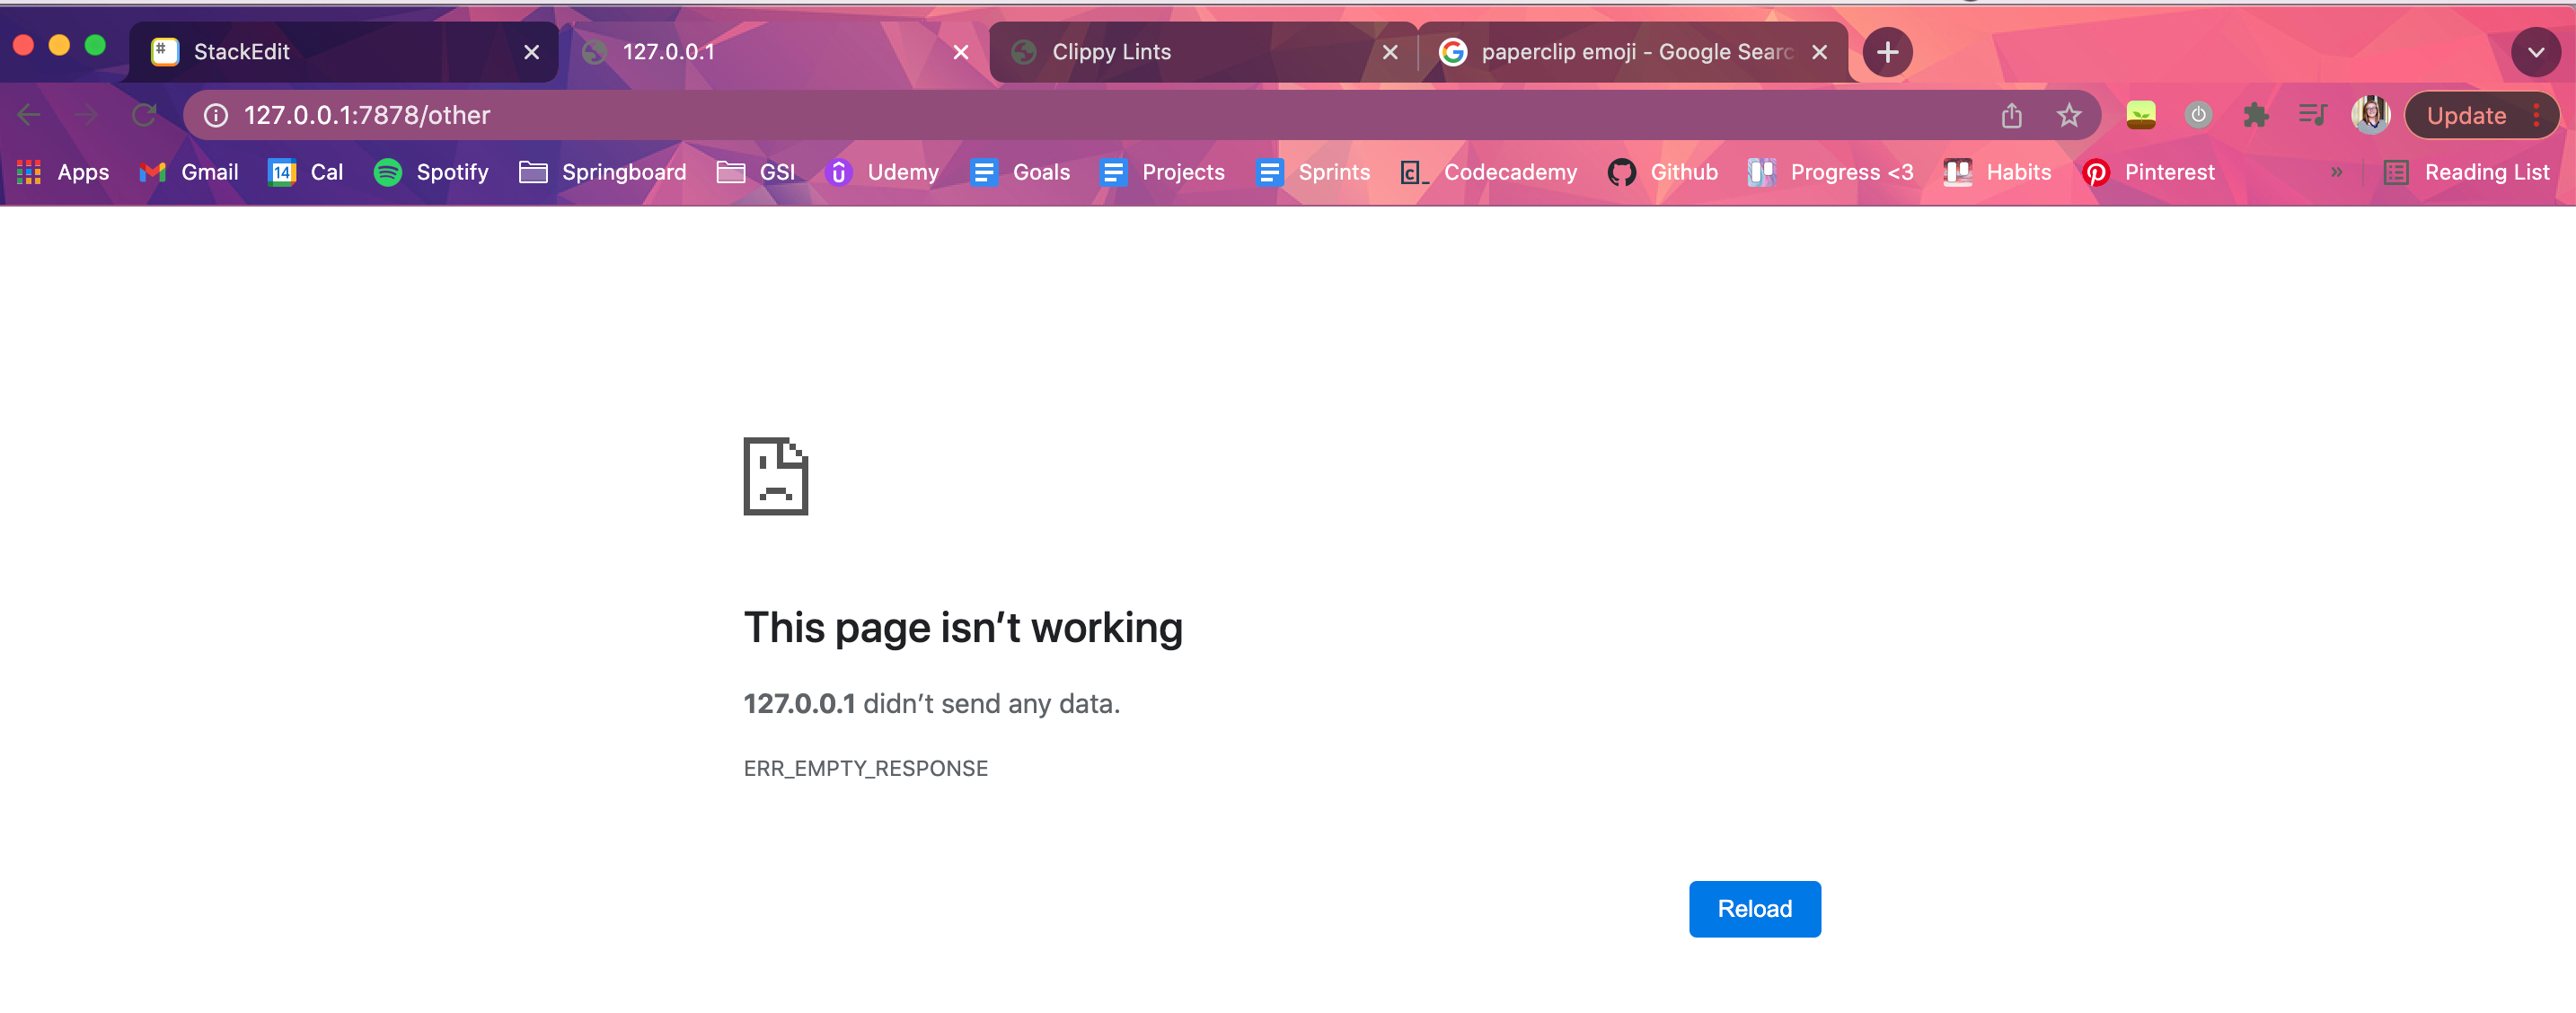 StackEdit
127.0.0.1
Clippy Lints
paperclip emoji - Google Searc
127.0.0.1:7878/other
Update
Apps
Gmail
14
Cal
Spotify
Springboard
GSI
Udemy
Goals
Projects
Sprints
Codecademy
Github
Progress <3
Habits
Pinterest
»
Reading List
This page isn’t working
127.0.0.1 didn’t send any data.
ERR_EMPTY_RESPONSE
Reload